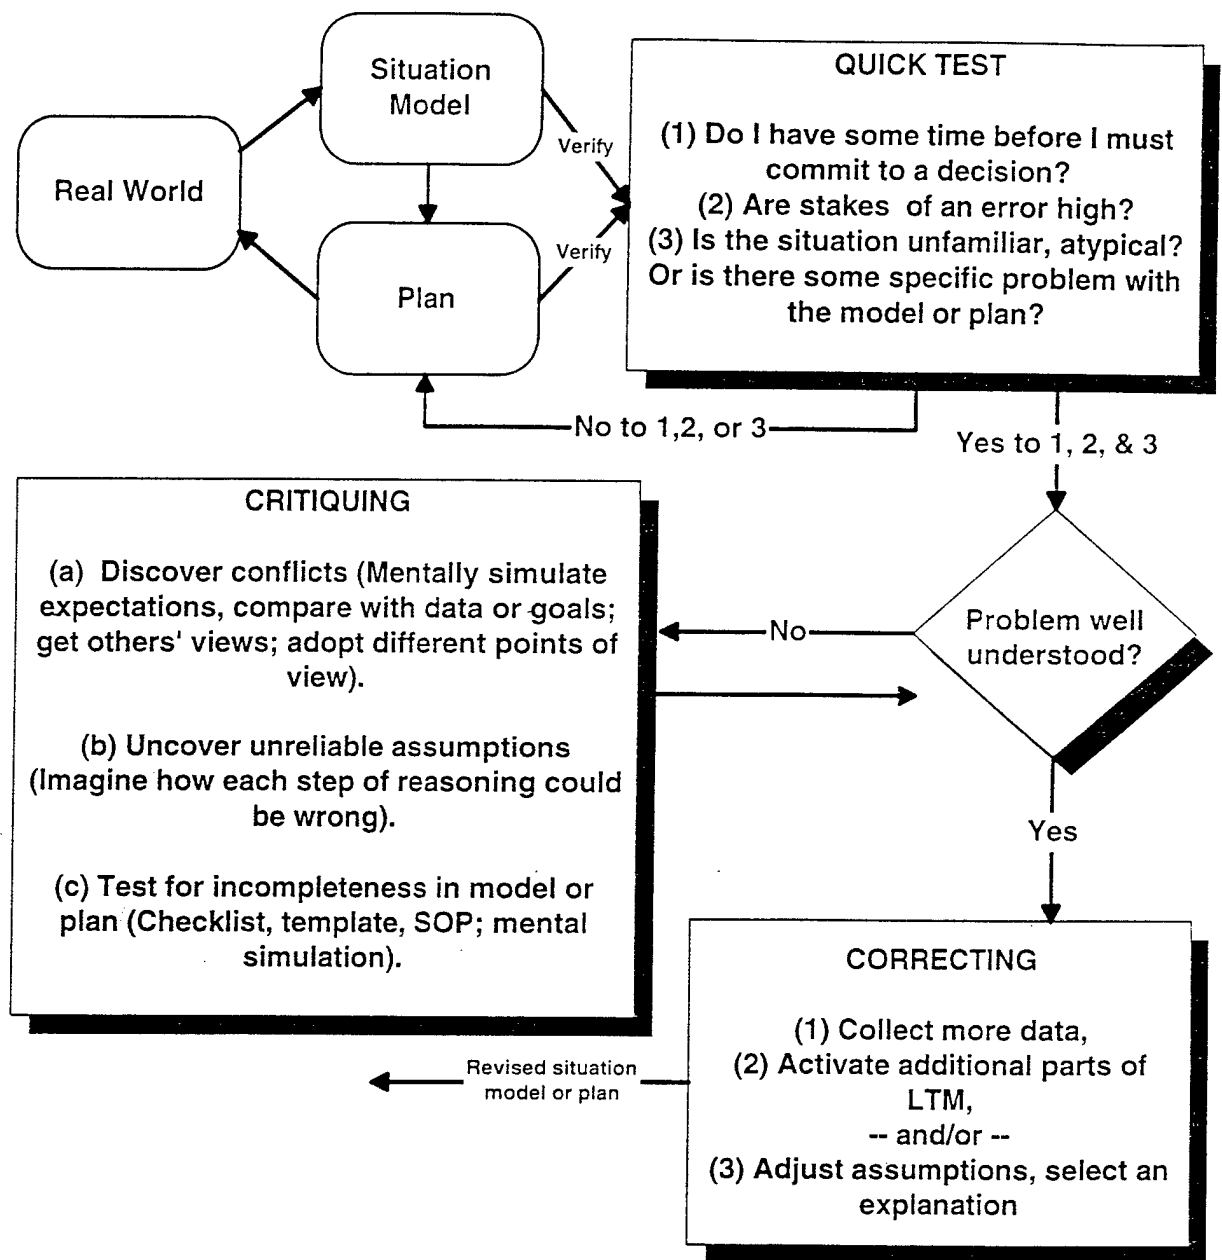 Situation
Model
Real World
Plan
Verify
Verify
QUICK TEST
(1) Do I have some time before I must
commit to a decision?
(2) Are stakes of an error high?
(3) Is the situation unfamiliar, atypical?
Or is there some specific problem with
the model or plan?
No to 1,2, or 3
Yes to 1, 2, & 3
CRITIQUING
(a) Discover conflicts (Mentally simulate
expectations, compare with data or goals;
get others' views; adopt different points of
view).
(b) Uncover unreliable assumptions
(Imagine how each step of reasoning could
be wrong).
(c) Test for incompleteness in model or
plan (Checklist, template, SOP; mental
simulation).
No
Problem well
understood?
Yes
CORRECTING
(1) Collect more data,
(2) Activate additional parts of
LTM,
-- and/or --
(3) Adjust assumptions, select an
explanation
Revised situation
model or plan